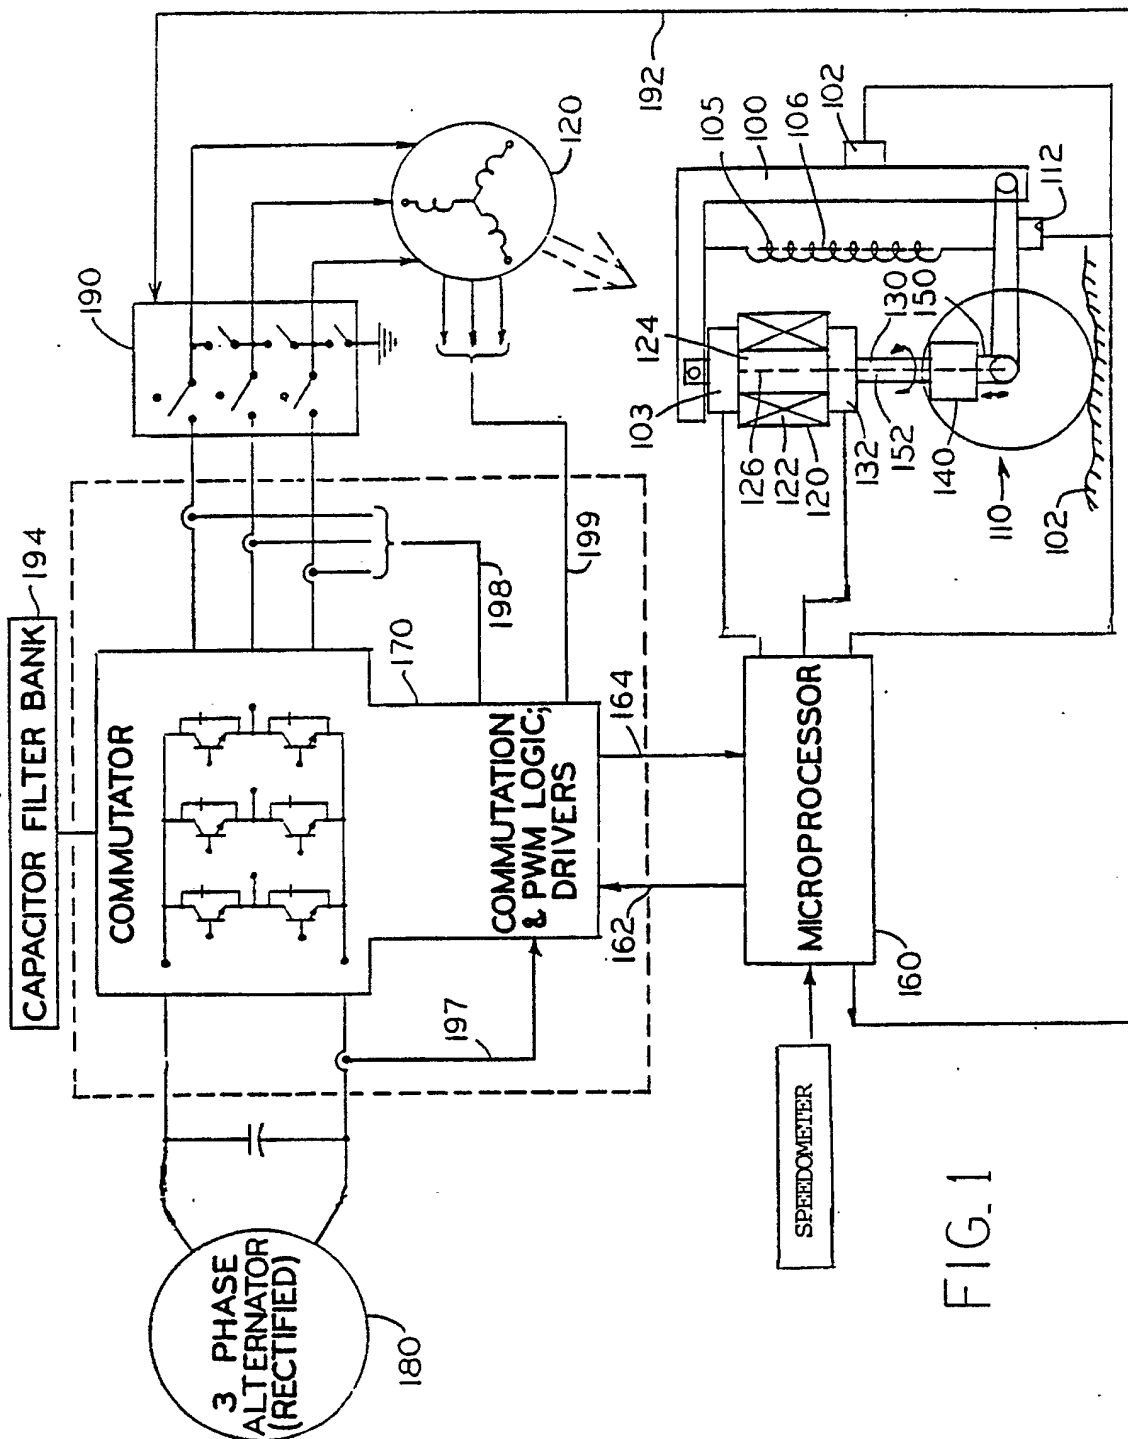 CAPACITOR FILTER BANK
194
COMMUTATOR
170
COMMUTATION
& PWM LOGIC;
DRIVERS
3 PHASE
ALTERNATOR
(RECTIFIED)
180
197
198
199
190
120
192
162
164
MICROPROCESSOR
160
SPEEDOMETER
103
124
126
122
120
132
152
140
110
102
130
150
105
100
106
102
112
FIG. 1